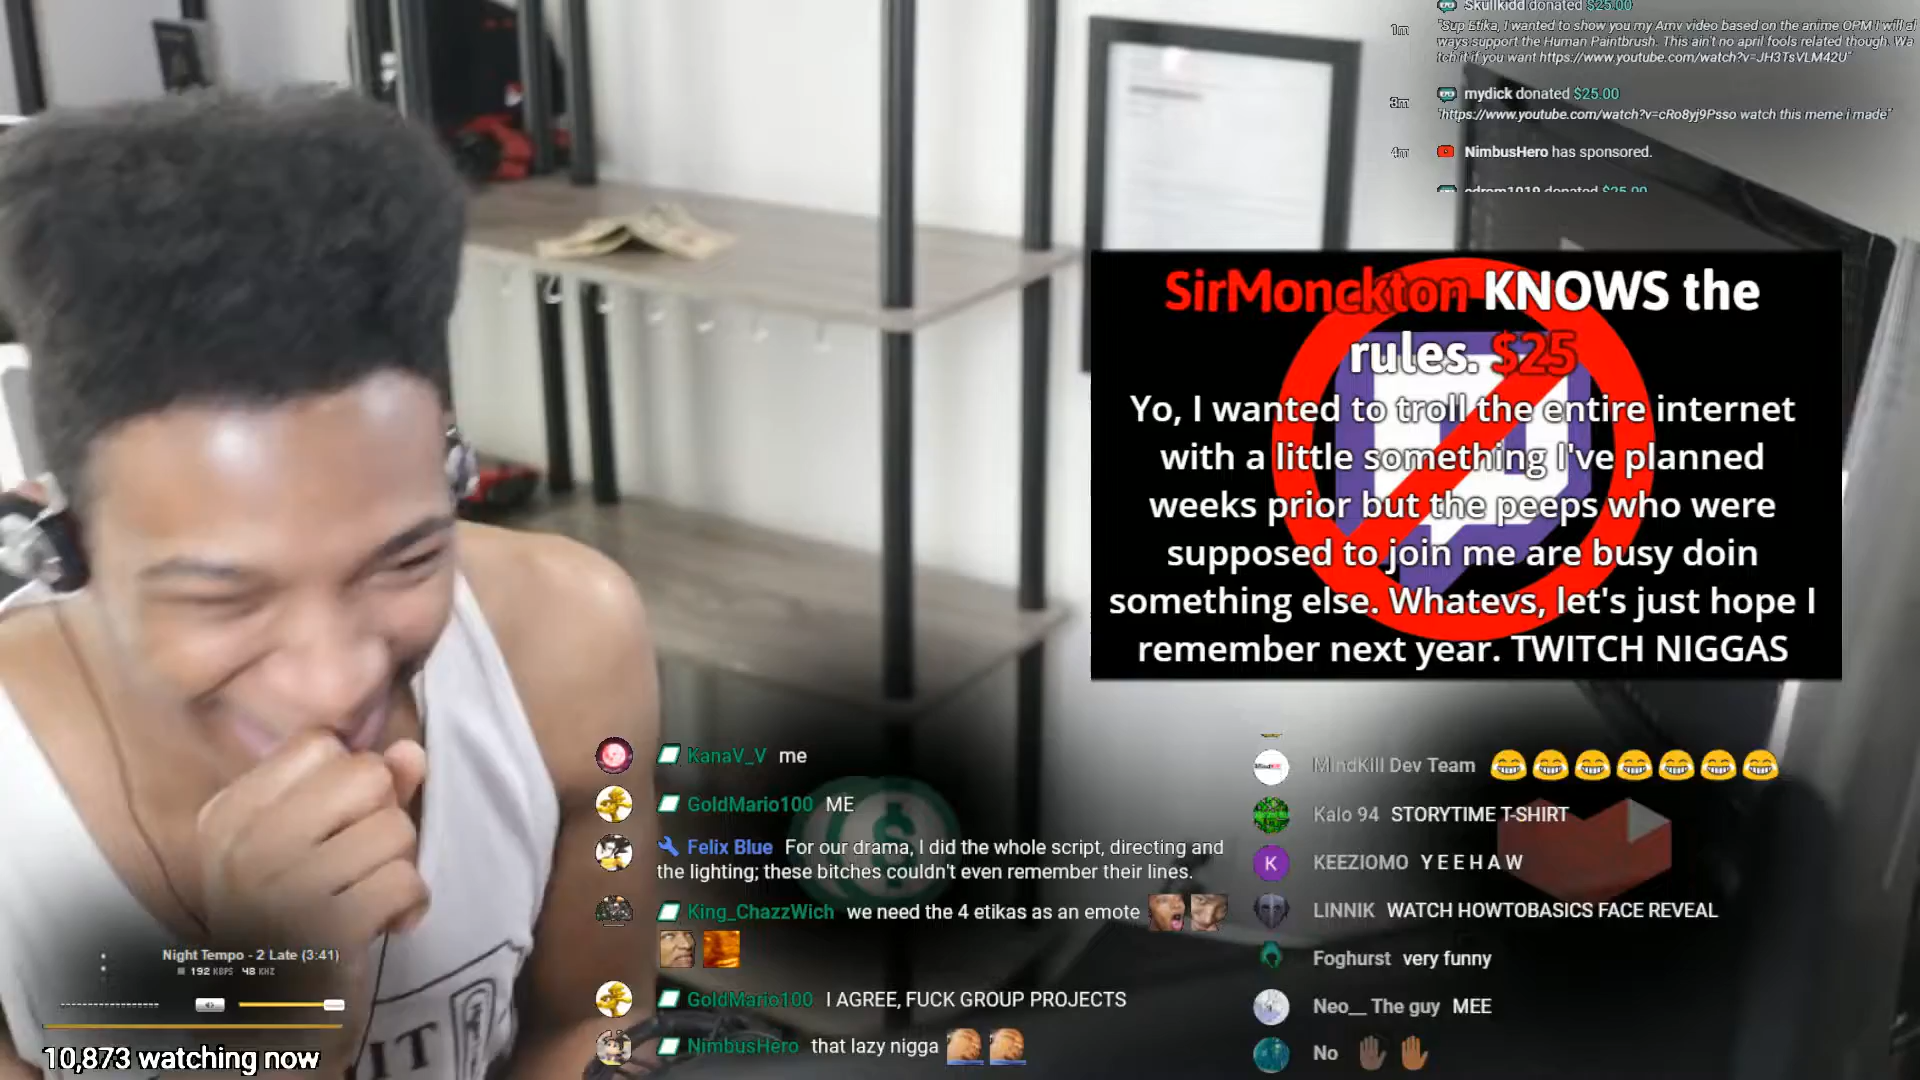 Skullkidd donated $25.00
1m
"Sup Etika, I wanted to show you my Amv video based on the anime OPM I will al
ways support the Human Paintbrush. This ain't no april fools related though. Wa
tch it if you want https://www.youtube.com/watch?v=JH3TsVLM42U"
3m
mydick donated $25.00
"https://www.youtube.com/watch?v=cRo8yj9Psso watch this meme i made"
4m
NimbusHero has sponsored.
donated $25.00
SirMonckton KNOWS the
rules. $25
Yo, I wanted to troll the entire internet
with a little something I've planned
weeks prior but the peeps who were
supposed to join me are busy doin
something else. Whatevs, let's just hope I
remember next year. TWITCH NIGGAS
KanaV_V me
GoldMario100 ME
Felix Blue For our drama, I did the whole script, directing and
the lighting; these bitches couldn't even remember their lines.
King_ChazzWich we need the 4 etikas as an emote
GoldMario100 I AGREE, FUCK GROUP PROJECTS
NimbusHero that lazy nigga
MindKill Dev Team 😂😂😂😂😂😂😂
Kalo 94 STORYTIME T-SHIRT
K
KEEZIOMO Y E E H A W
LINNIK WATCH HOWTOBASICS FACE REVEAL
Foghurst very funny
Neo__ The guy MEE
No
Night Tempo - 2 Late (3:41)
192 KBPS 48 KHZ
10,873 watching now
IT